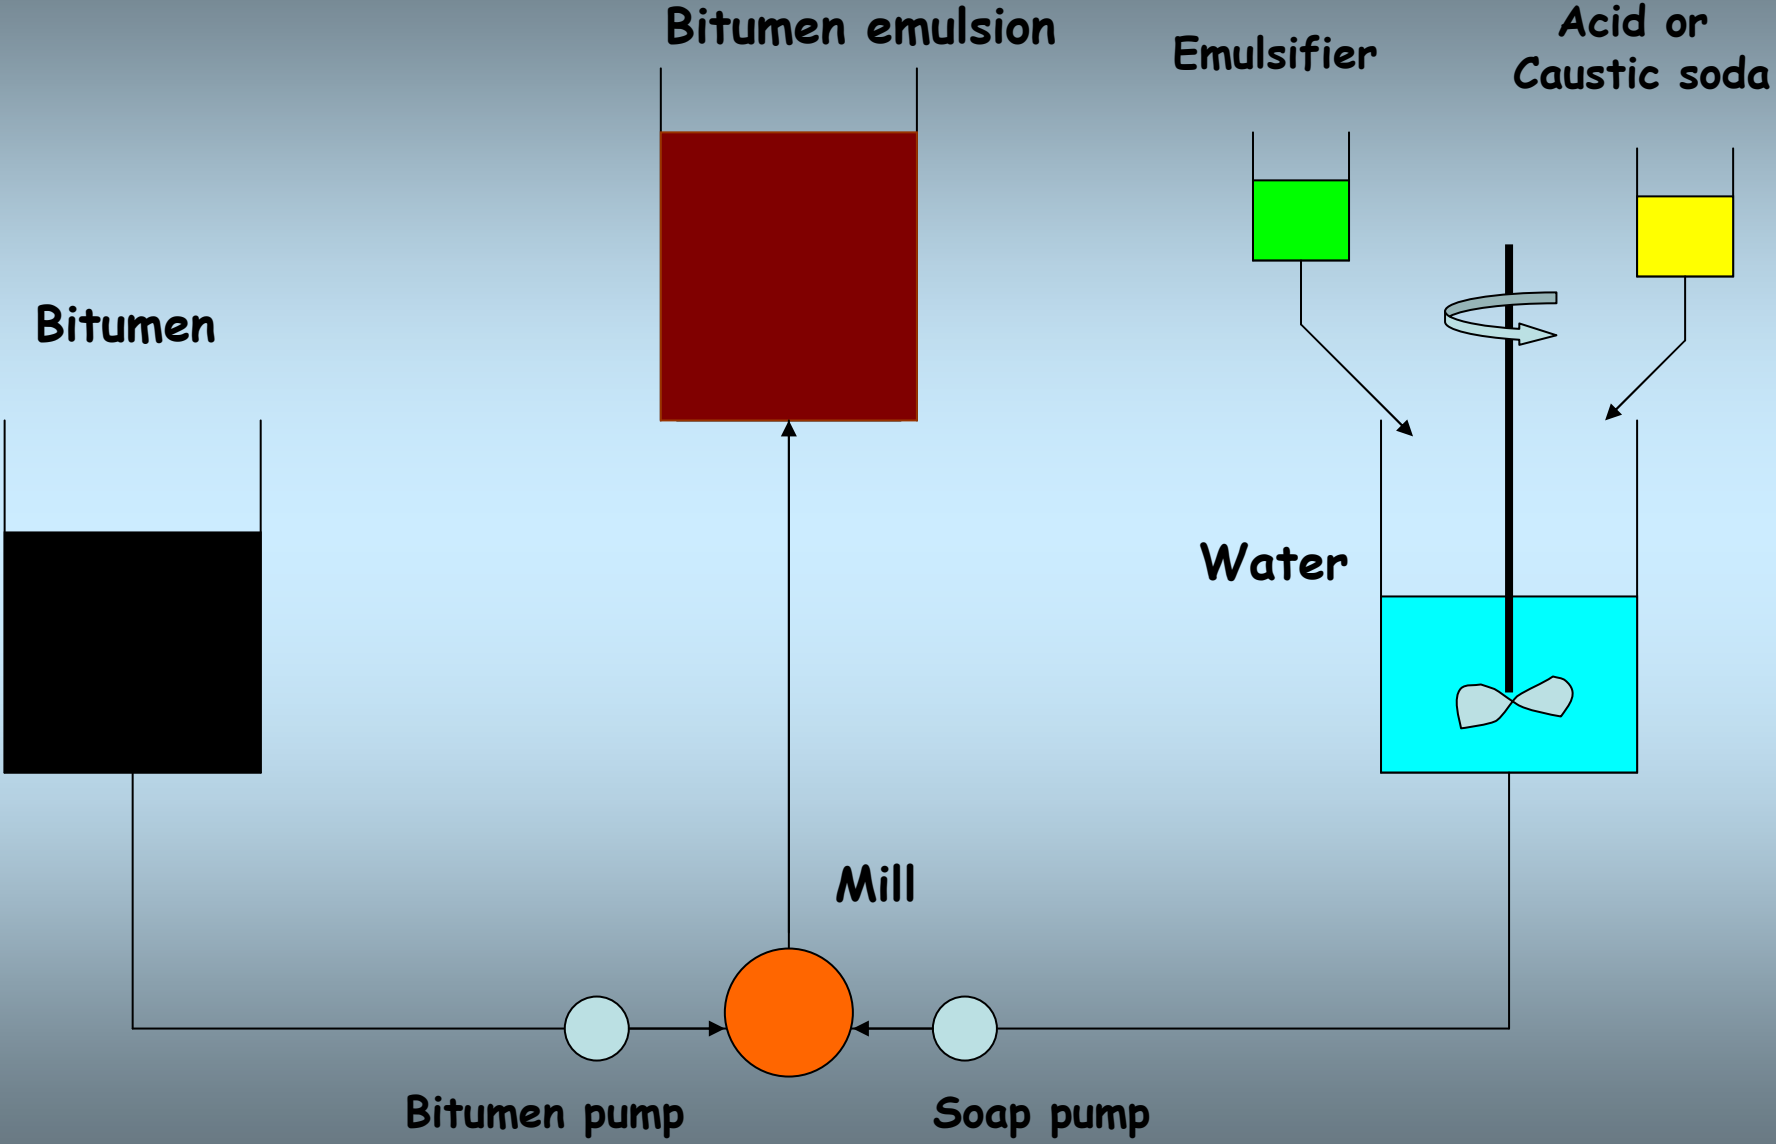 Bitumen emulsion
Emulsifier
Acid or
Caustic soda
Bitumen
Water
Mill
Bitumen pump
Soap pump